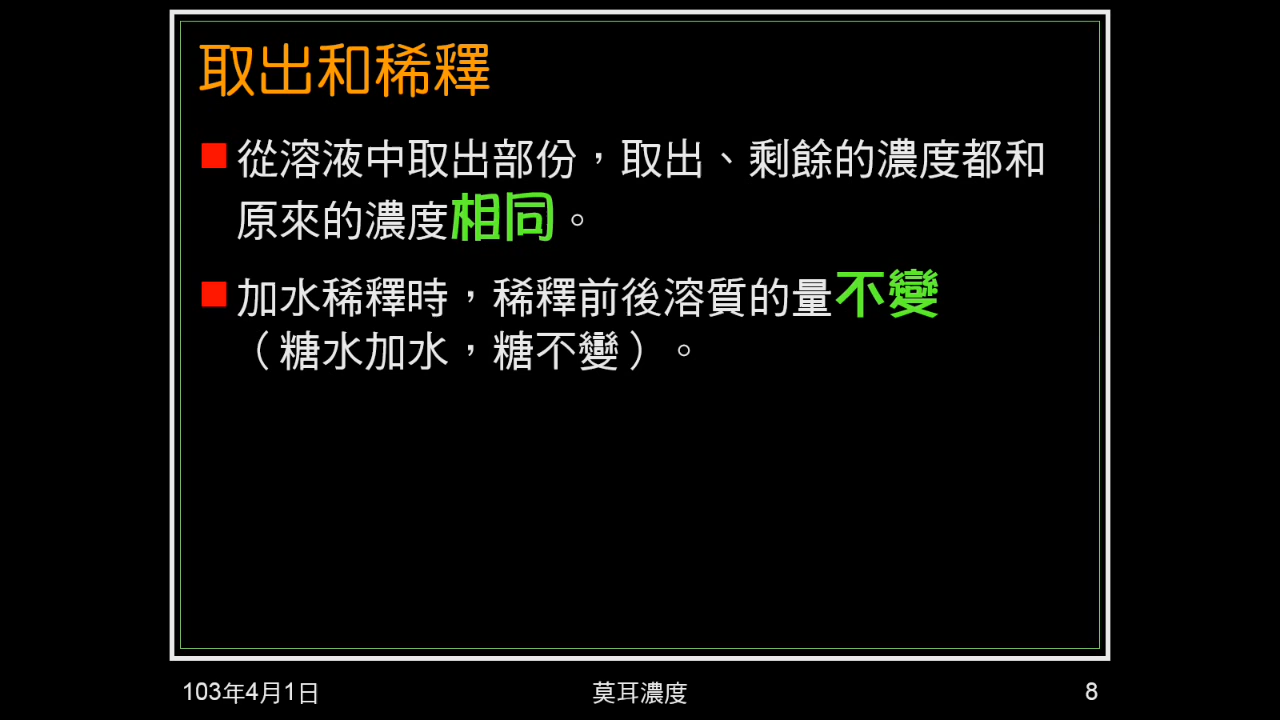 取出和稀釋
從溶液中取出部份，取出、剩餘的濃度都和
原來的濃度相同。
加水稀釋時，稀釋前後溶質的量不變
（糖水加水，糖不變）。
103年4月1日
莫耳濃度
8